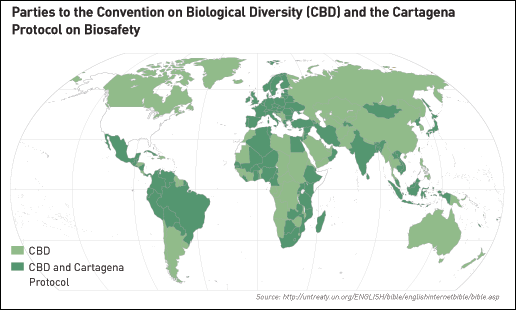 Parties to the Convention on Biological Diversity (CBD) and the Cartagena
Protocol on Biosafety
CBD
CBD and Cartagena
Protocol
Source: http://untreaty.un.org/ENGLISH/bible/englishinternetbible/bible.asp